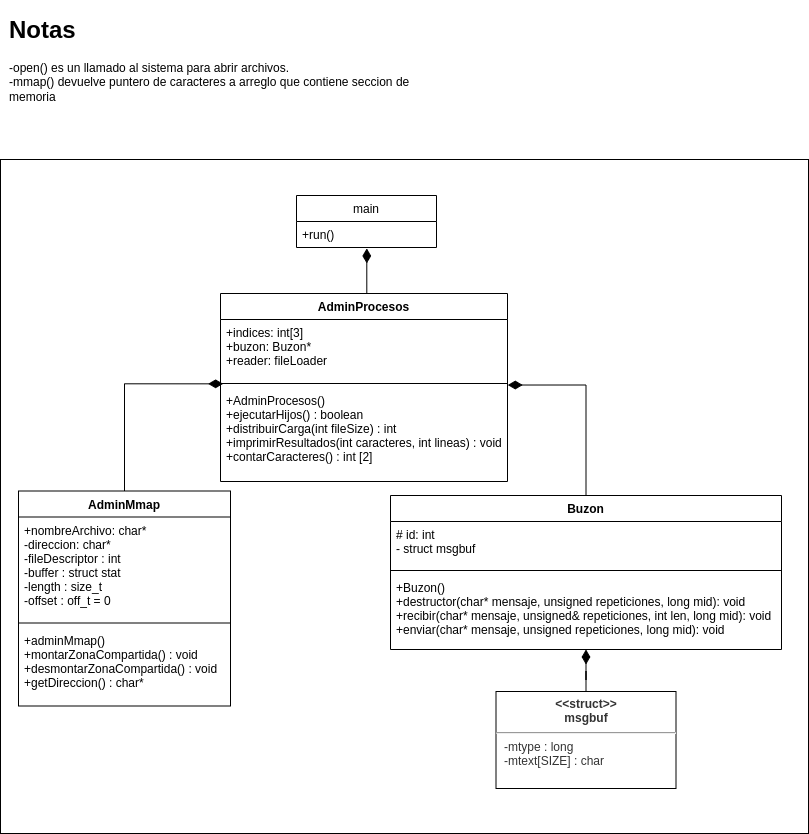 Notas
-open() es un llamado al sistema para abrir archivos.
-mmap() devuelve puntero de caracteres a arreglo que contiene seccion de
memoria
main
+run()
AdminProcesos
+indices: int[3]
+buzon: Buzon*
+reader: fileLoader
+AdminProcesos()
+ejecutarHijos() : boolean
+distribuirCarga(int fileSize) : int
+imprimirResultados(int caracteres, int lineas) : void
+contarCaracteres() : int [2]
AdminMmap
+nombreArchivo: char*
-direccion: char*
-fileDescriptor : int
-buffer : struct stat
-length : size_t
-offset : off_t = 0
+adminMmap()
+montarZonaCompartida() : void
+desmontarZonaCompartida() : void
+getDireccion() : char*
Buzon
# id: int
- struct msgbuf
+Buzon()
+destructor(char* mensaje, unsigned repeticiones, long mid): void
+recibir(char* mensaje, unsigned& repeticiones, int len, long mid): void
+enviar(char* mensaje, unsigned repeticiones, long mid): void
<<struct>>
msgbuf
-mtype : long
-mtext[SIZE] : char